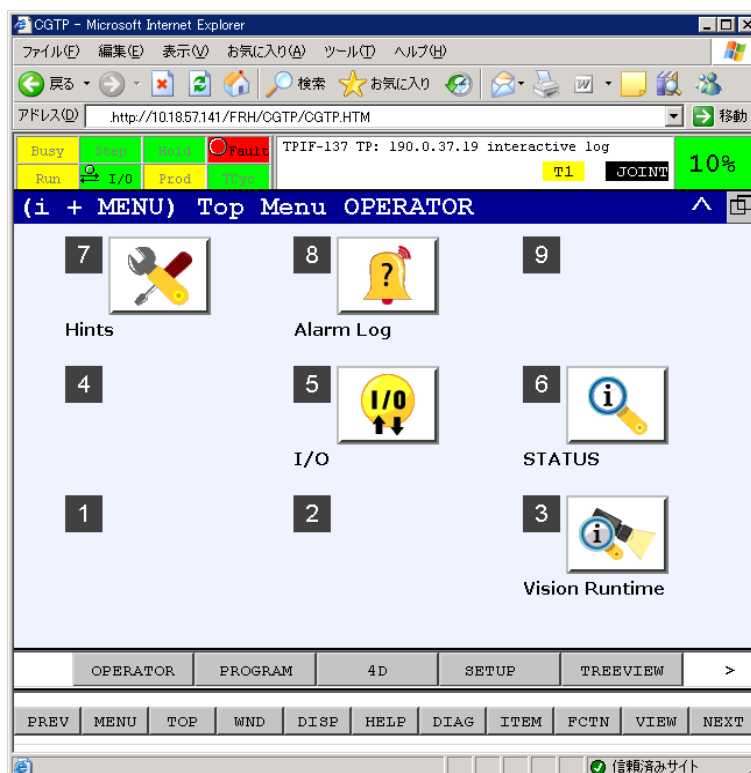 CGTP - Microsoft Internet Explorer
ファイル(F) 編集(E) 表示(V) お気に入り(A) ツール(T) ヘルプ(H)
戻る 検索 お気に入り
アドレス(D) .http://10.18.57.141/FRH/CGTP/CGTP.HTM 移動
Busy Step Hold Fault TPIF-137 TP: 190.0.37.19 interactive log
Run I/O Prod TCyc T1 JOINT 10%
(i + MENU) Top Menu OPERATOR
7 8 ? 9
Hints Alarm Log
4 5 I/O 6 i
I/O STATUS
1 2 3 i
Vision Runtime
OPERATOR PROGRAM 4D SETUP TREEVIEW >
PREV MENU TOP WND DISP HELP DIAG ITEM FCTN VIEW NEXT
信頼済みサイト